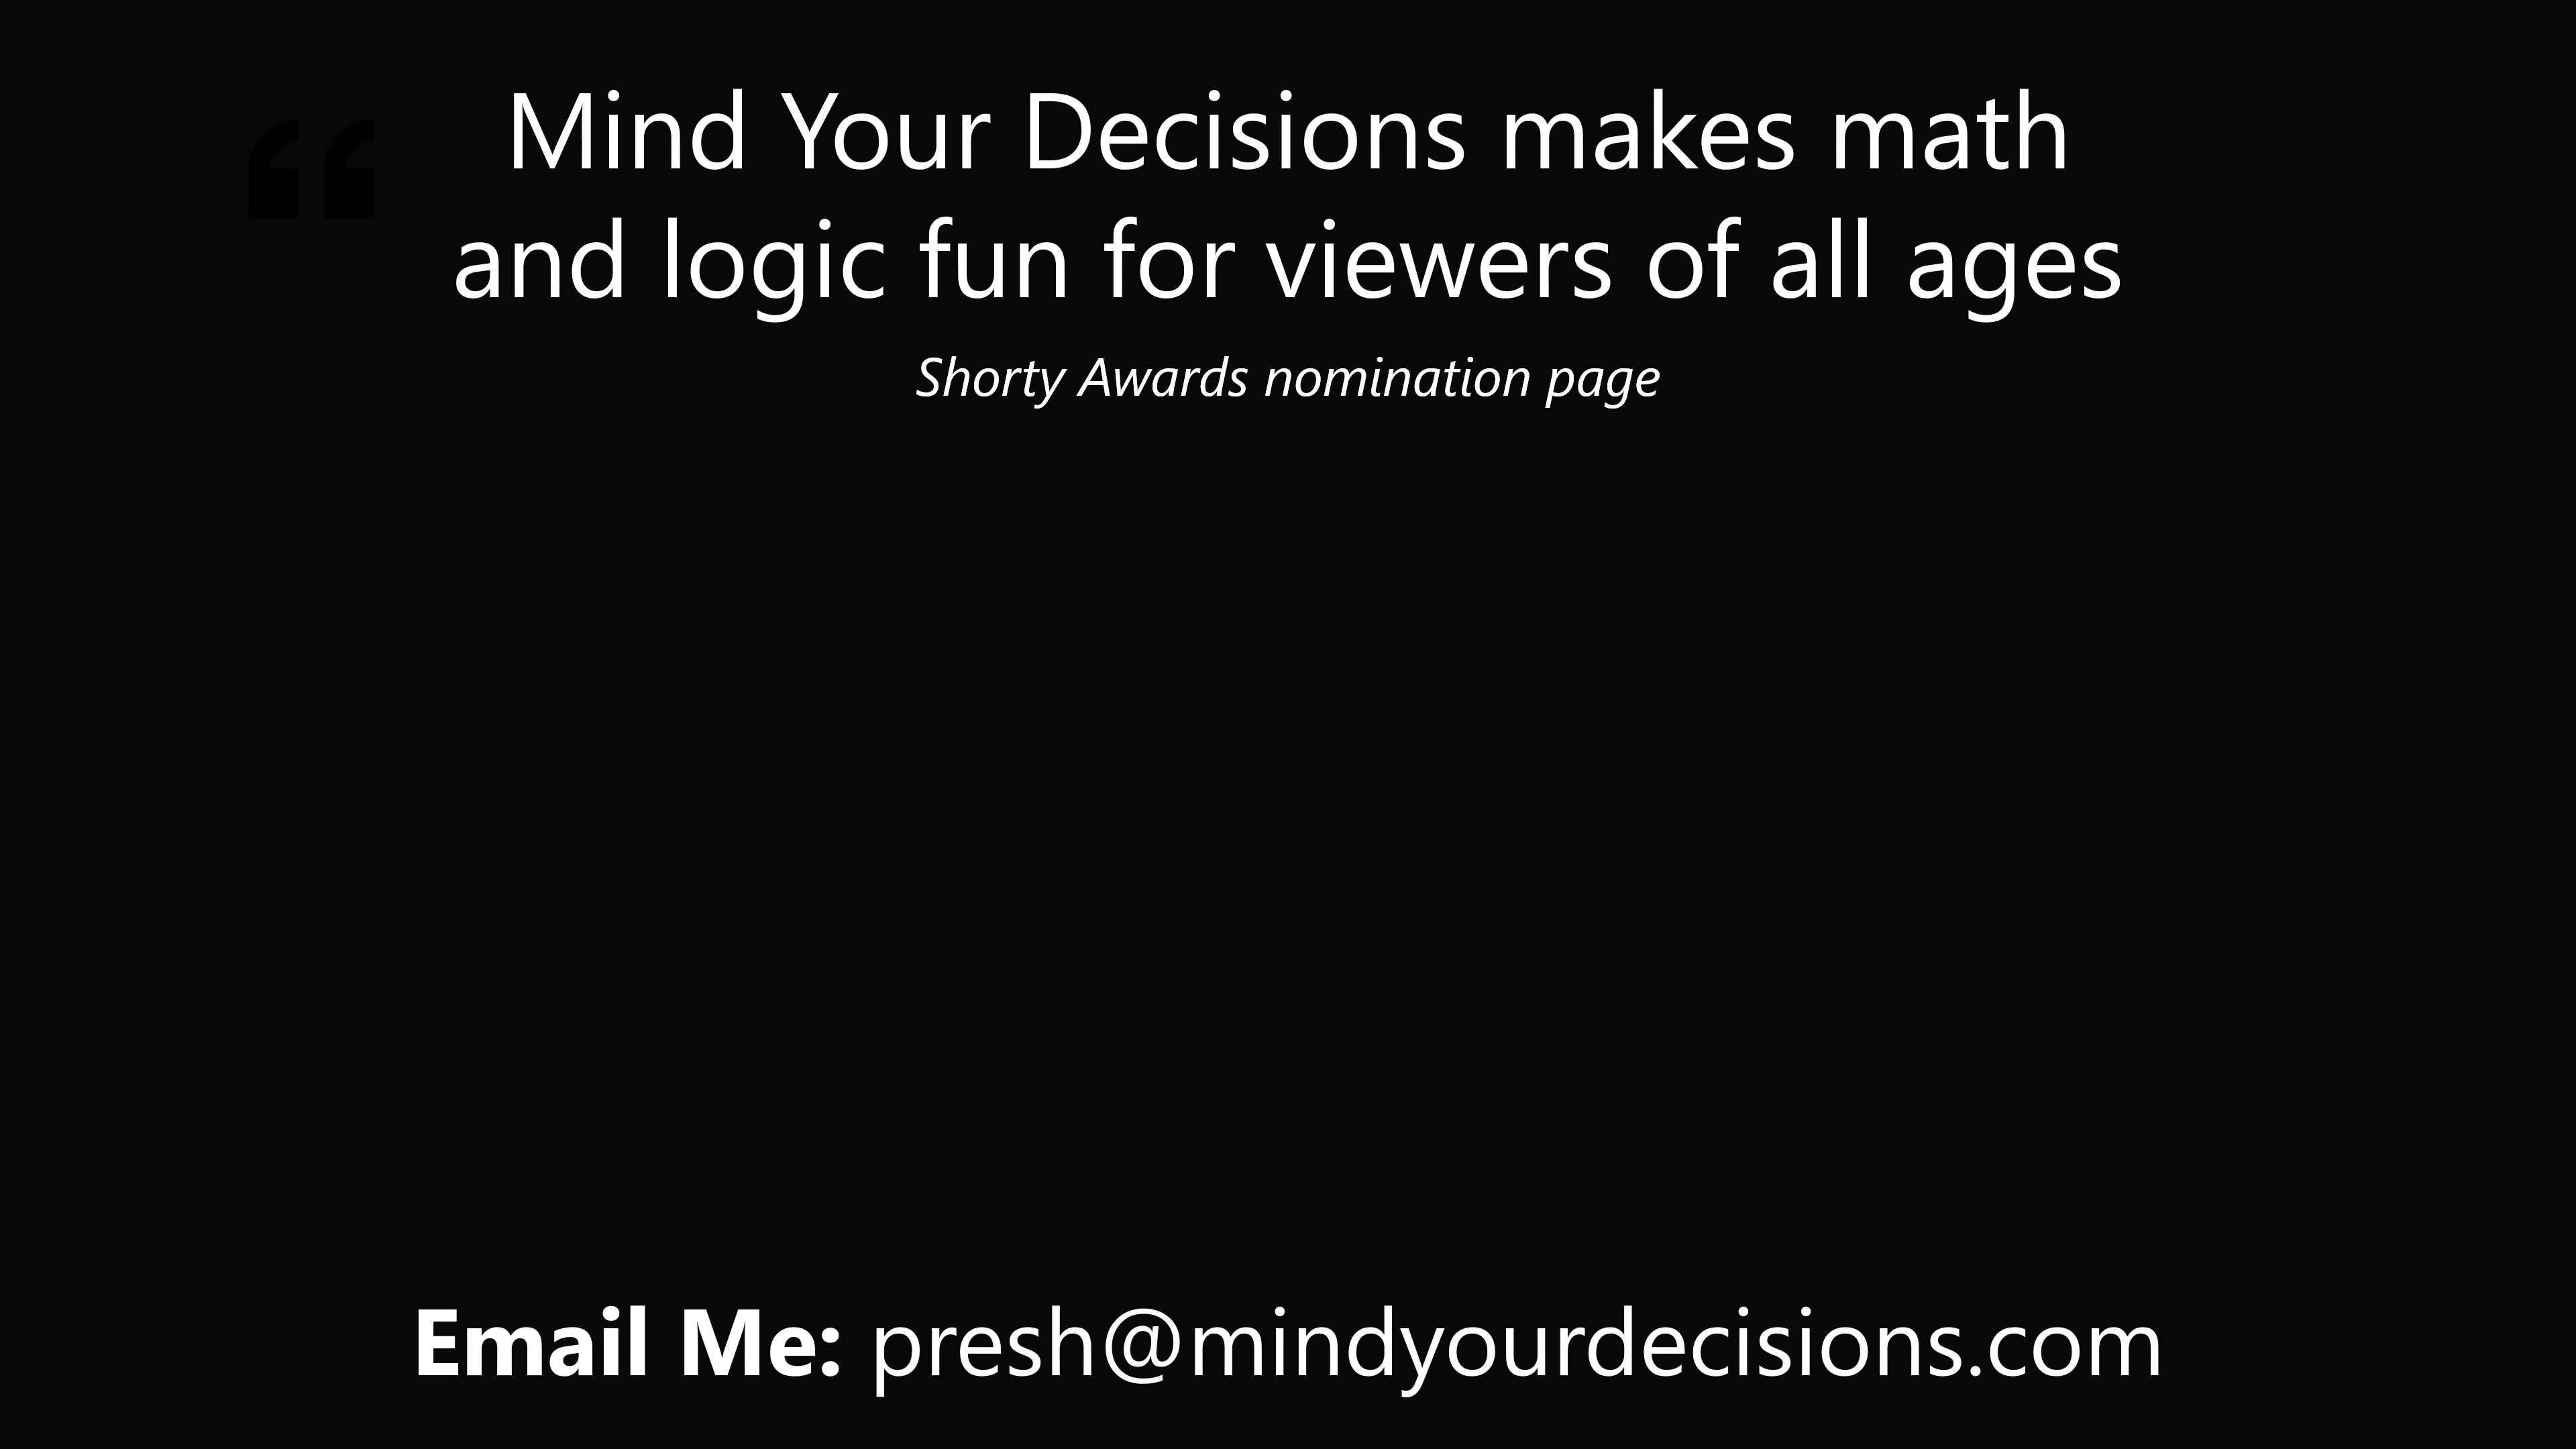 “
Mind Your Decisions makes math
and logic fun for viewers of all ages
Shorty Awards nomination page
Email Me: presh@mindyourdecisions.com